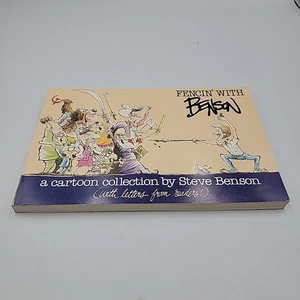 FENCIN' WITH
BENSON
a cartoon collection by Steve Benson
(with letters from readers!)